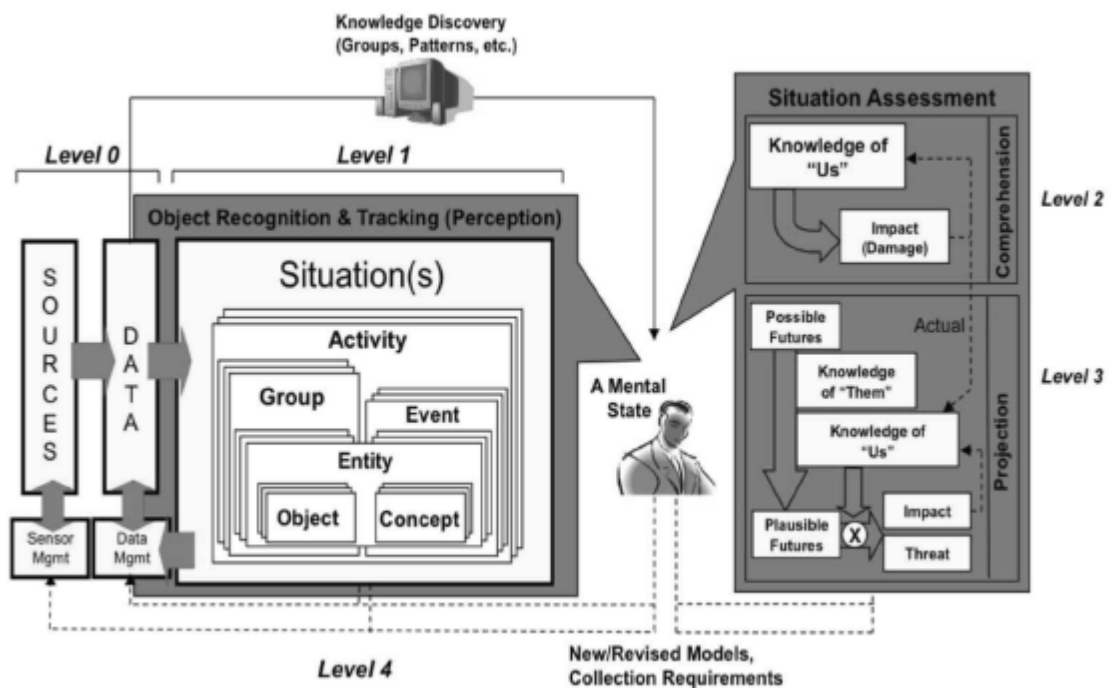 Knowledge Discovery
(Groups, Patterns, etc.)
Level 0
Level 1
Object Recognition & Tracking (Perception)
SOURCES
DATA
Situation(s)
Activity
Group
Event
Entity
Object
Concept
Sensor
Mgmt
Data
Mgmt
A Mental
State
Situation Assessment
Knowledge of
“Us”
Impact
(Damage)
Comprehension
Level 2
Possible
Futures
Actual
Knowledge
of “Them”
Knowledge of
“Us”
Level 3
Projection
Plausible
Futures
X
Impact
Threat
Level 4
New/Revised Models,
Collection Requirements